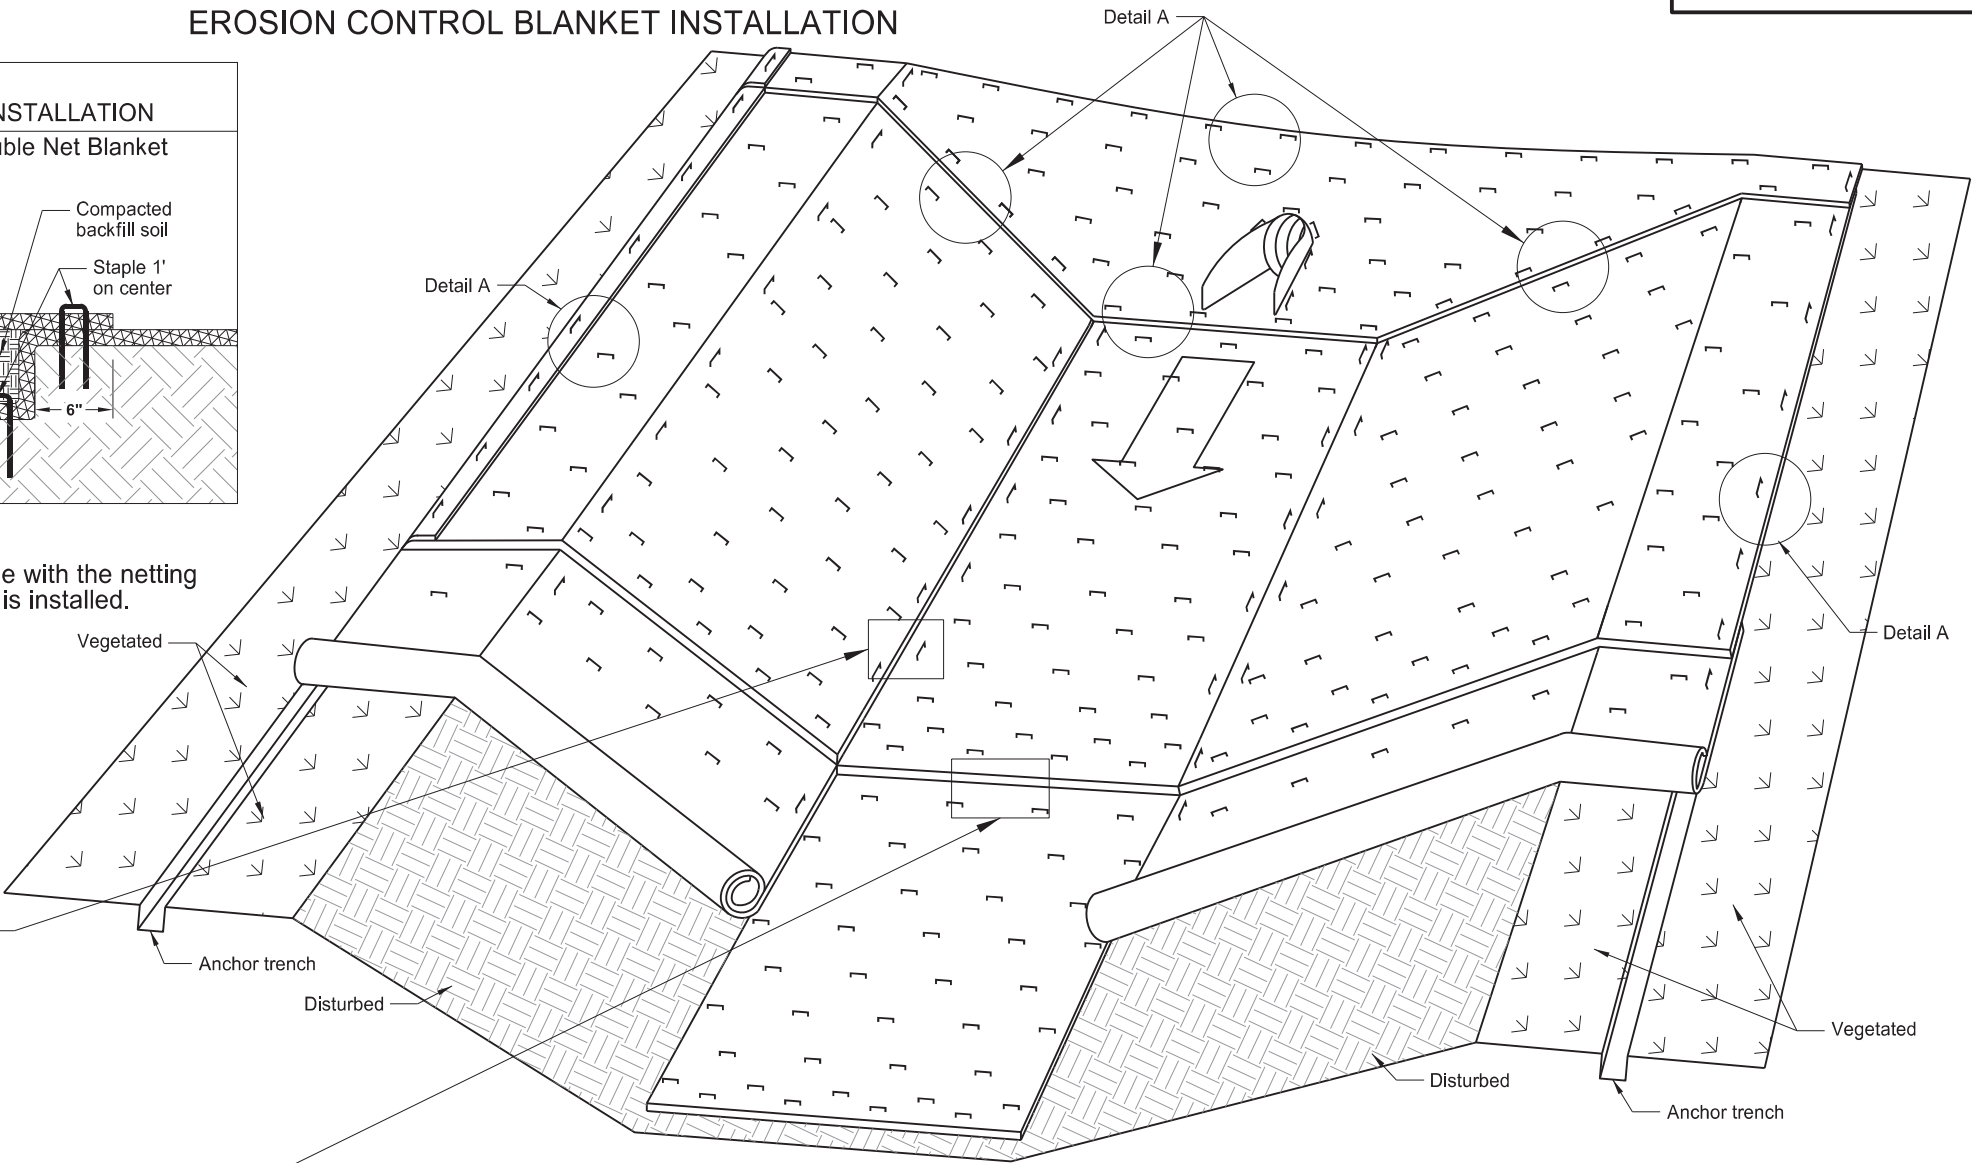 EROSION CONTROL BLANKET INSTALLATION
Detail A
NSTALLATION
uble Net Blanket
Compacted
backfill soil
Staple 1'
on center
6"
Detail A
e with the netting
is installed.
Vegetated
Detail A
Anchor trench
Disturbed
Vegetated
Disturbed
Anchor trench